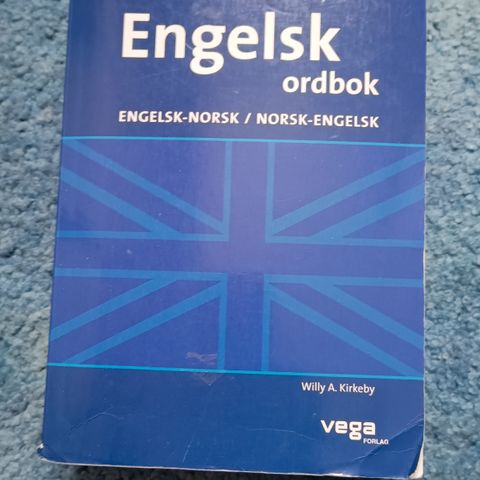 Engelsk
ordbok
ENGELSK-NORSK / NORSK-ENGELSK
Willy A. Kirkeby
vega
FORLAG